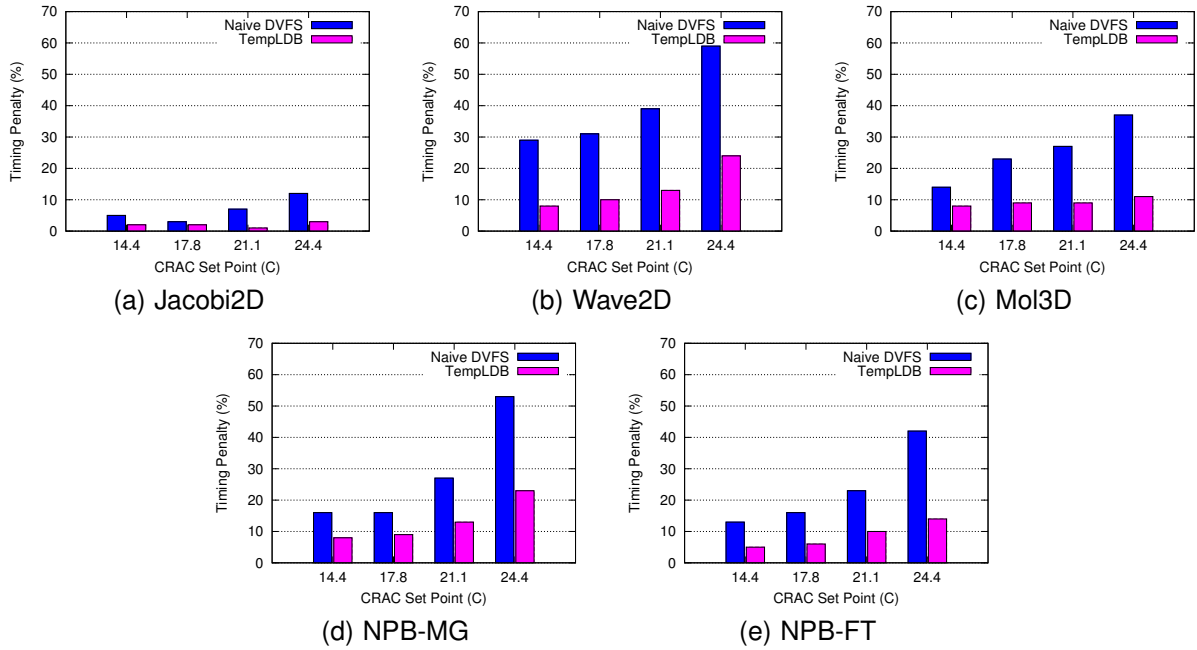 70
60
50
40
30
20
10
0
Timing Penalty (%)
Naive DVFS
TempLDB
14.4 17.8 21.1 24.4
CRAC Set Point (C)
(a) Jacobi2D
70
60
50
40
30
20
10
0
Timing Penalty (%)
Naive DVFS
TempLDB
14.4 17.8 21.1 24.4
CRAC Set Point (C)
(b) Wave2D
70
60
50
40
30
20
10
0
Timing Penalty (%)
Naive DVFS
TempLDB
14.4 17.8 21.1 24.4
CRAC Set Point (C)
(c) Mol3D
70
60
50
40
30
20
10
0
Timing Penalty (%)
Naive DVFS
TempLDB
14.4 17.8 21.1 24.4
CRAC Set Point (C)
(d) NPB-MG
70
60
50
40
30
20
10
0
Timing Penalty (%)
Naive DVFS
TempLDB
14.4 17.8 21.1 24.4
CRAC Set Point (C)
(e) NPB-FT